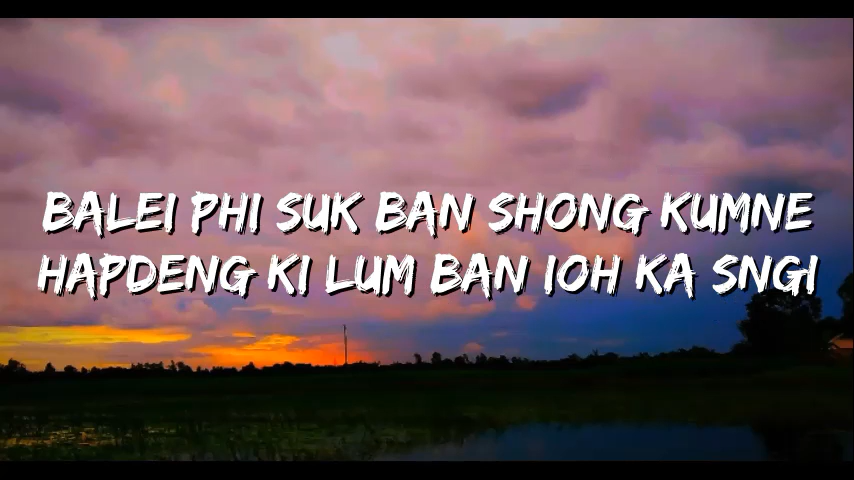 BALEI PHI SUK BAN SHONG KUMNE
HAPDENG KI LUM BAN IOH KA SNGI